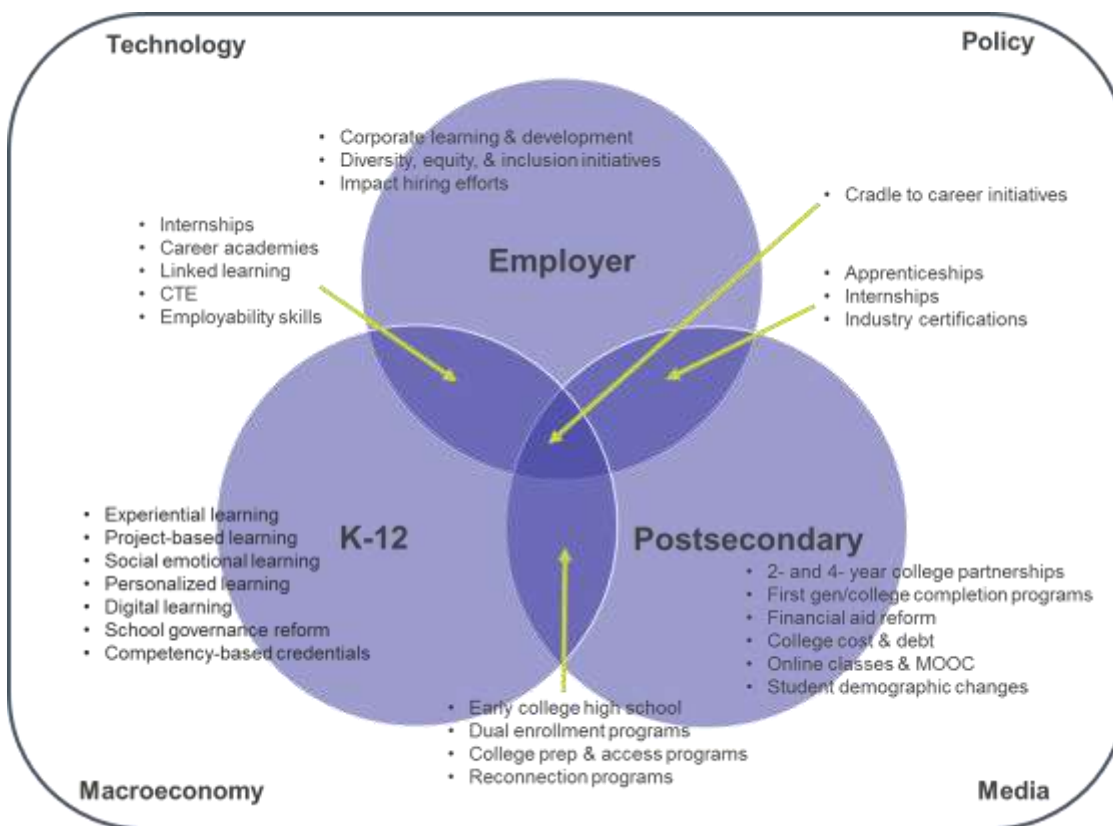 Technology
Policy
• Corporate learning & development
• Diversity, equity, & inclusion initiatives
• Impact hiring efforts
• Cradle to career initiatives
• Internships
• Career academies
• Linked learning
• CTE
• Employability skills
Employer
• Apprenticeships
• Internships
• Industry certifications
• Experiential learning
• Project-based learning
• Social emotional learning
• Personalized learning
• Digital learning
• School governance reform
• Competency-based credentials
K-12
Postsecondary
• 2- and 4- year college partnerships
• First gen/college completion programs
• Financial aid reform
• College cost & debt
• Online classes & MOOC
• Student demographic changes
• Early college high school
• Dual enrollment programs
• College prep & access programs
• Reconnection programs
Macroeconomy
Media